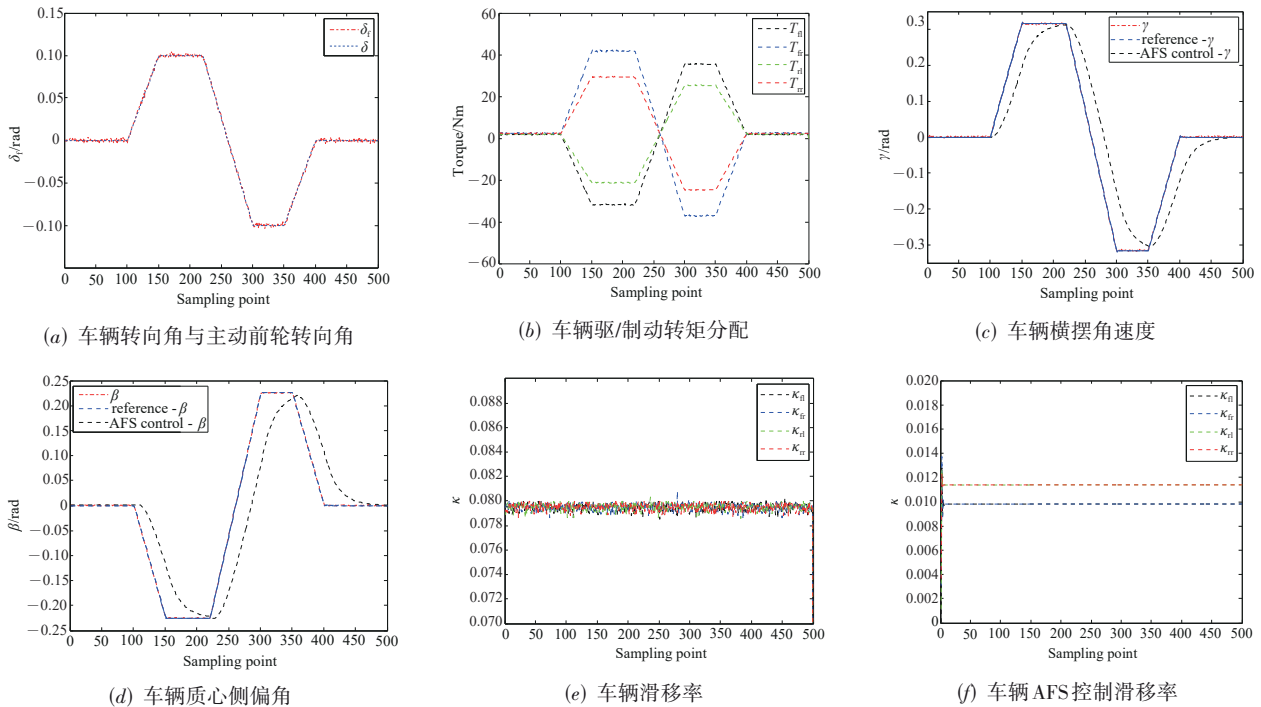 0.10
0.05
0
−0.05
−0.10
δf/rad
δf
δ
0 50 100 150 200 250 300 350 400 450 500
Sampling point
(a) 车辆转向角与主动前轮转向角
60
40
20
0
−20
−40
−60
Torque/Nm
Tfl
Tfr
Trl
Trr
0 50 100 150 200 250 300 350 400 450 500
Sampling point
(b) 车辆驱/制动转矩分配
0.3
0.2
0.1
0
−0.1
−0.2
−0.3
γ/rad
γ
reference -γ
AFS control -γ
0 50 100 150 200 250 300 350 400 450 500
Sampling point
(c) 车辆横摆角速度
0.25
0.20
0.15
0.10
0.05
0
−0.05
−0.10
−0.15
−0.20
−0.25
β/rad
β
reference - β
AFS control - β
0 50 100 150 200 250 300 350 400 450 500
Sampling point
(d) 车辆质心侧偏角
0.088
0.086
0.084
0.082
0.080
0.078
0.076
0.074
0.072
0.070
κ
κfl
κfr
κrl
κrr
0 50 100 150 200 250 300 350 400 450 500
Sampling point
(e) 车辆滑移率
0.020
0.018
0.016
0.014
0.012
0.010
0.008
0.006
0.004
0.002
0
κ
κfl
κfr
κrl
κrr
0 50 100 150 200 250 300 350 400 450 500
Sampling point
(f) 车辆AFS控制滑移率